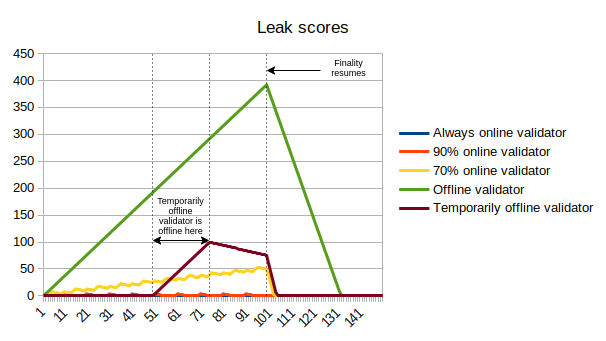 Leak scores
450
400
350
300
250
200
150
100
50
0
Finality
resumes
Temporarily
offline
validator is
offline here
1
11
21
31
41
51
61
71
81
91
101
111
121
131
141
Always online validator
90% online validator
70% online validator
Offline validator
Temporarily offline validator